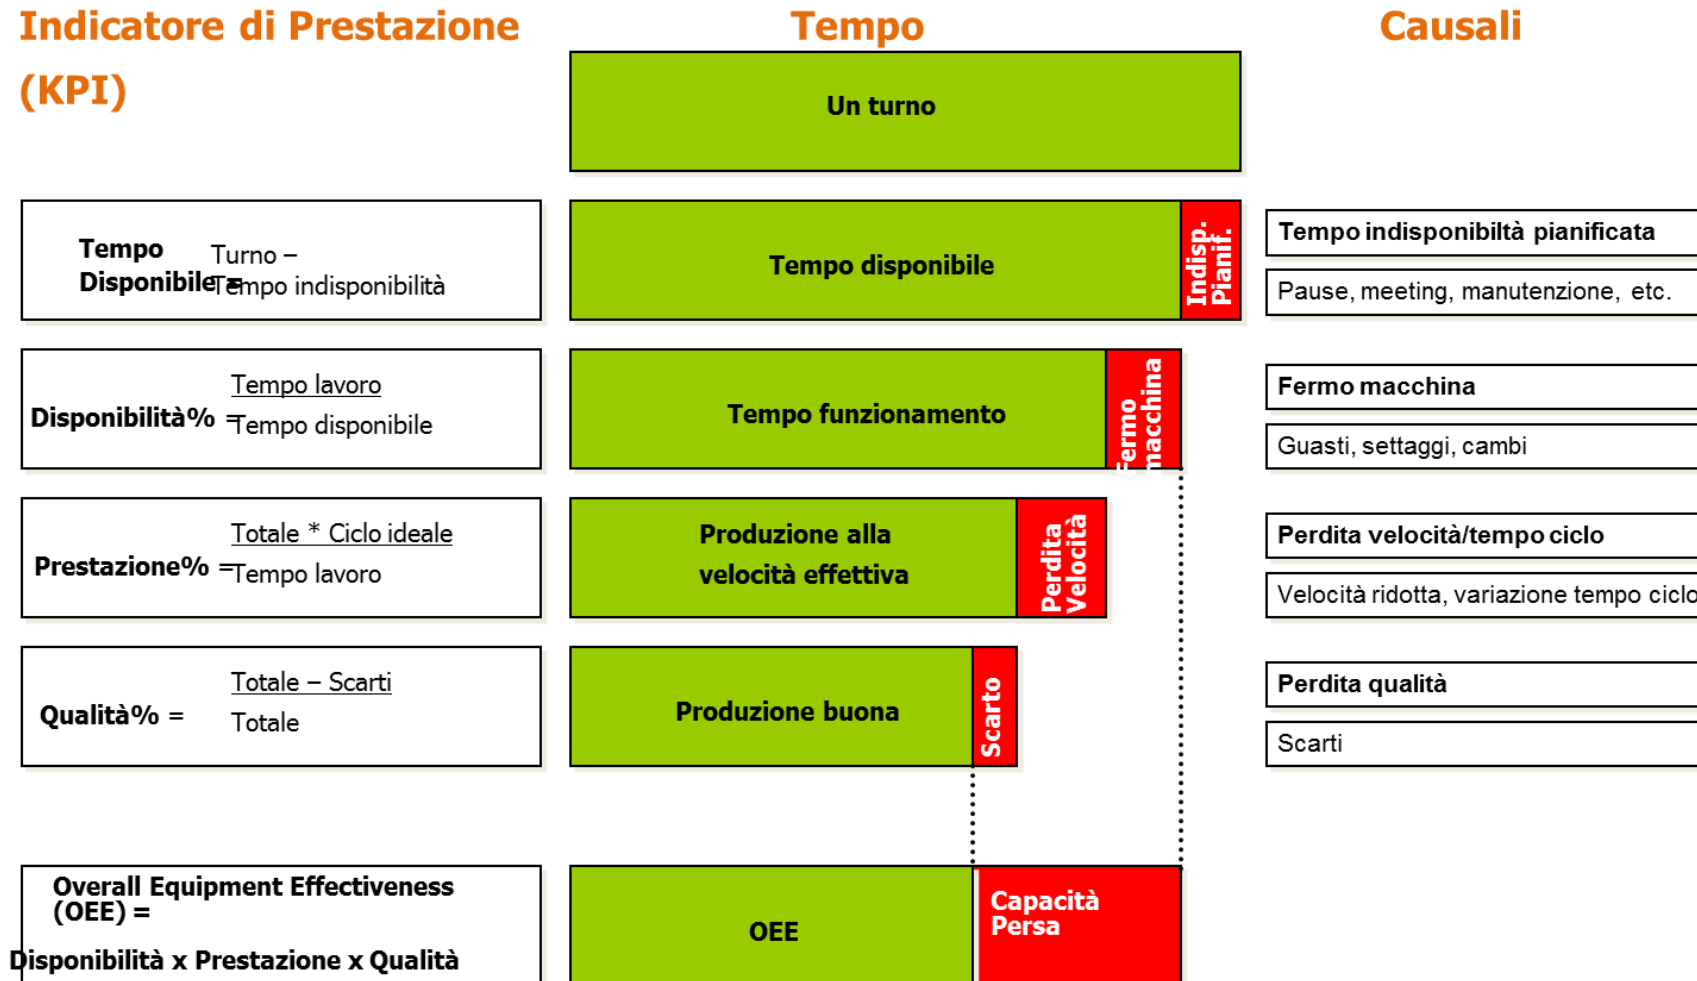 Indicatore di Prestazione
(KPI)
Tempo
Causali
Un turno
Tempo
Disponibile =
Turno –
Tempo indisponibilità
Tempo disponibile
Indisp.
Pianif.
Tempo indisponibiltà pianificata
Pause, meeting, manutenzione, etc.
Disponibilità% =
Tempo lavoro
Tempo disponibile
Tempo funzionamento
Fermo
macchina
Fermo macchina
Guasti, settaggi, cambi
Prestazione% =
Totale * Ciclo ideale
Tempo lavoro
Produzione alla
velocità effettiva
Perdita
Velocità
Perdita velocità/tempo ciclo
Velocità ridotta, variazione tempo ciclo
Qualità% =
Totale – Scarti
Totale
Produzione buona
Scarto
Perdita qualità
Scarti
Overall Equipment Effectiveness
(OEE) =
Disponibilità x Prestazione x Qualità
OEE
Capacità
Persa